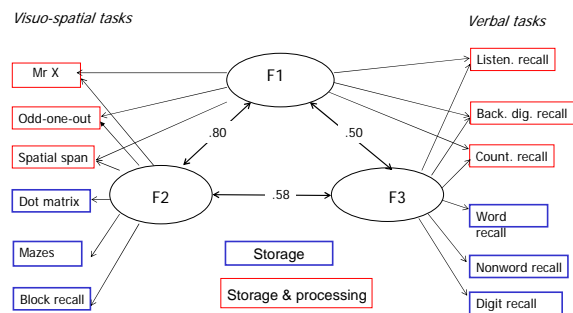 Visuo-spatial tasks
Verbal tasks
Mr X
F1
Listen. recall
Odd-one-out
Back. dig. recall
.80
.50
Spatial span
Count. recall
Dot matrix
F2
.58
F3
Word
recall
Mazes
Storage
Nonword recall
Block recall
Storage & processing
Digit recall